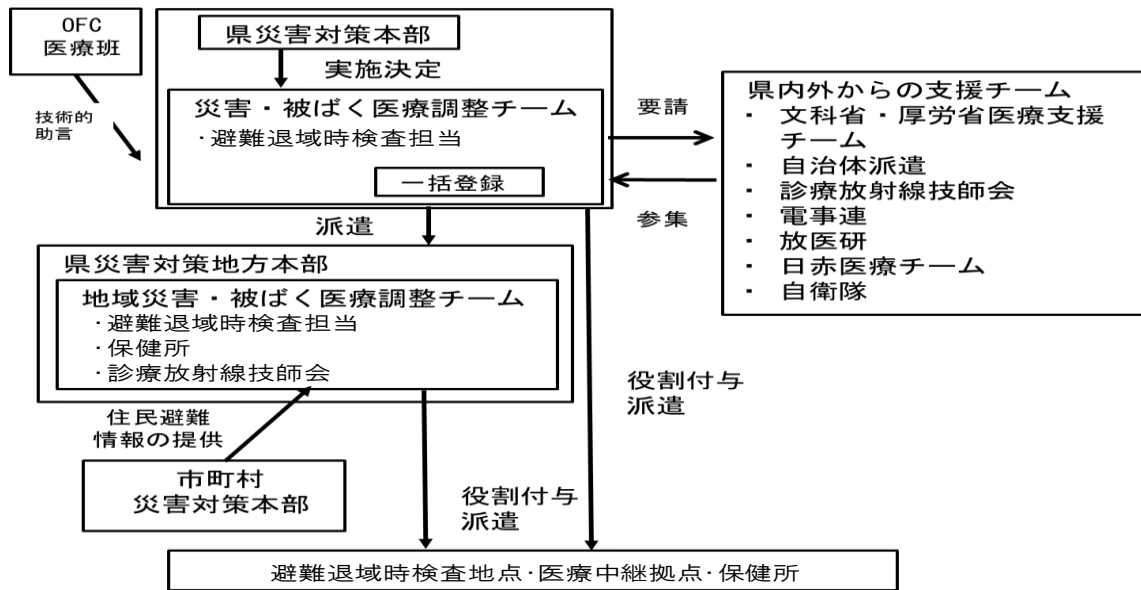 OFC
医療班
技術的
助言
県災害対策本部
実施決定
災害・被ばく医療調整チーム
・避難退域時検査担当
一括登録
要請
参集
県内外からの支援チーム
・ 文科省・厚労省医療支援
チーム
・ 自治体派遣
・ 診療放射線技師会
・ 電事連
・ 放医研
・ 日赤医療チーム
・ 自衛隊
派遣
県災害対策地方本部
地域災害・被ばく医療調整チーム
・避難退域時検査担当
・保健所
・診療放射線技師会
住民避難
情報の提供
市町村
災害対策本部
役割付与
派遣
役割付与
派遣
避難退域時検査地点・医療中継拠点・保健所